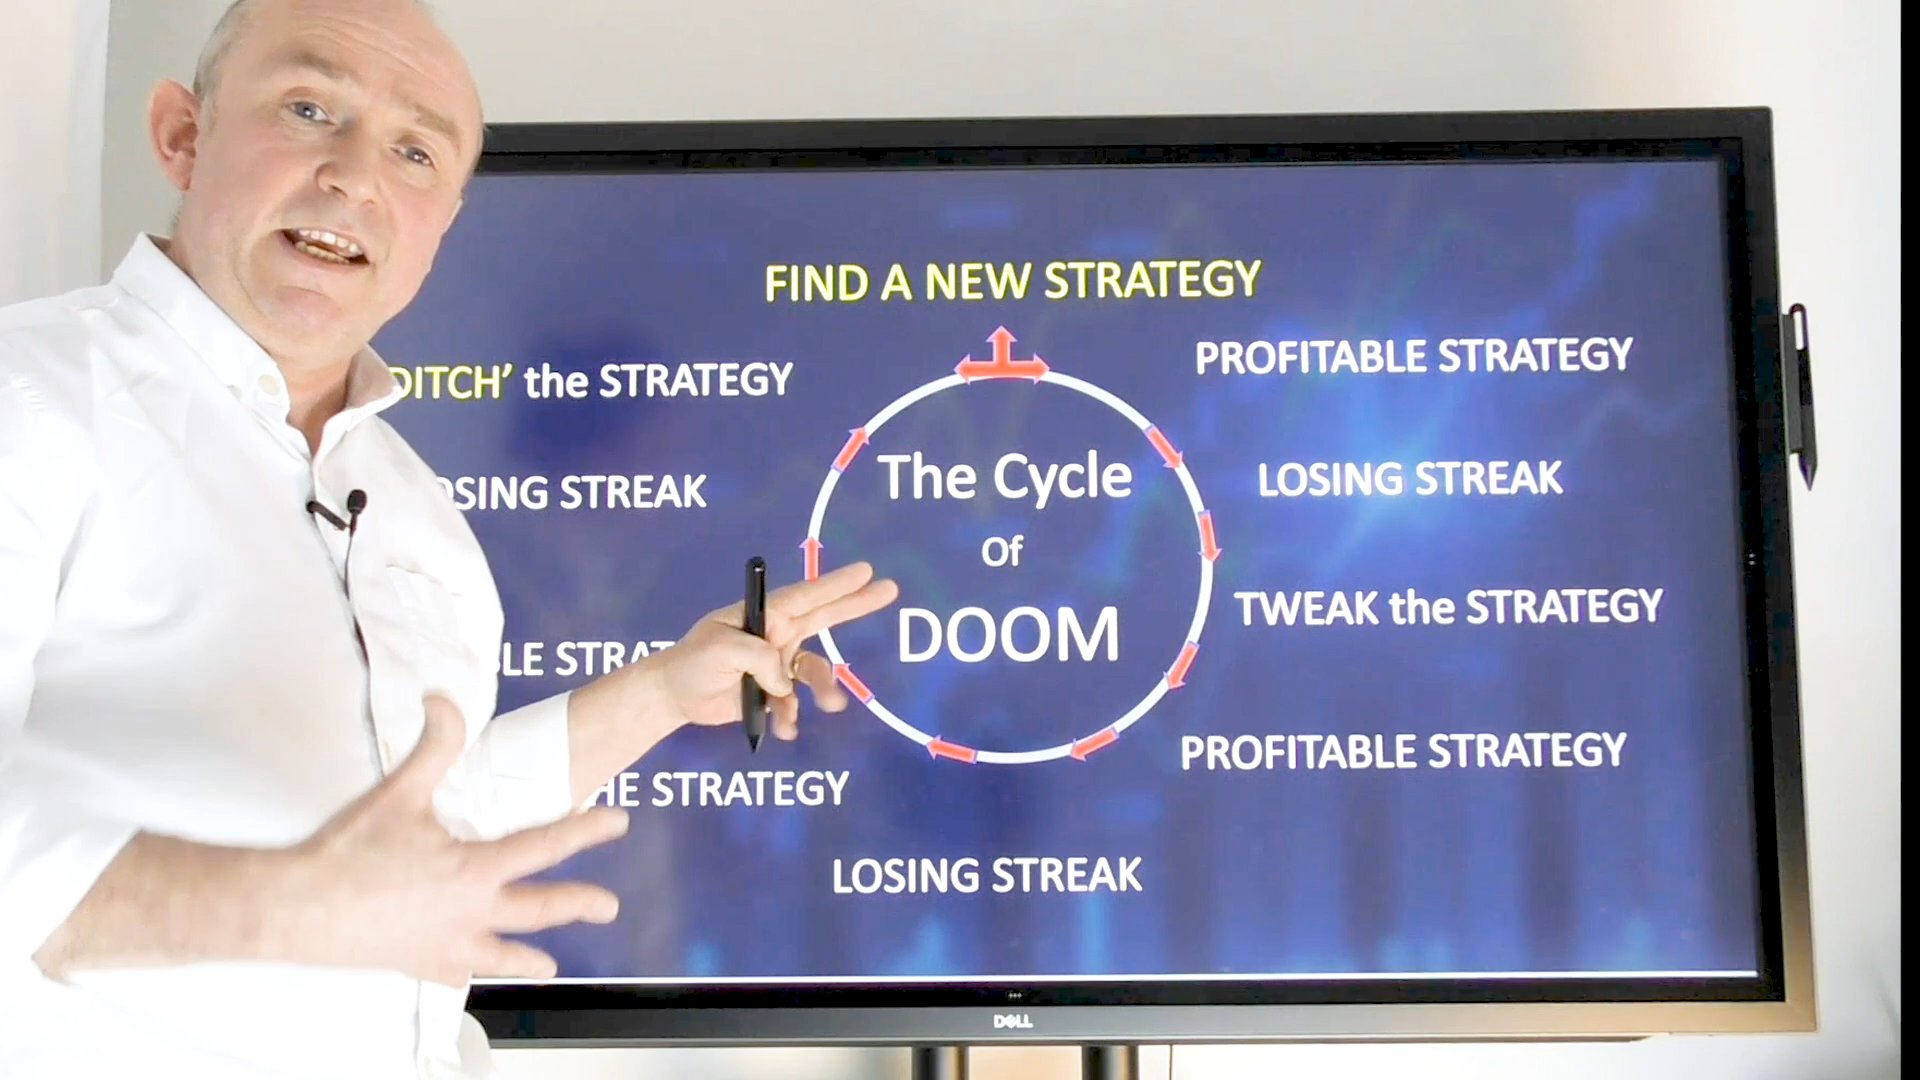 FIND A NEW STRATEGY
DITCH' the STRATEGY
PROFITABLE STRATEGY
The Cycle
Of
DOOM
STREAK
LOSING STREAK
TWEAK the STRATEGY
STRATEGY
PROFITABLE STRATEGY
LOSING STREAK
DELL